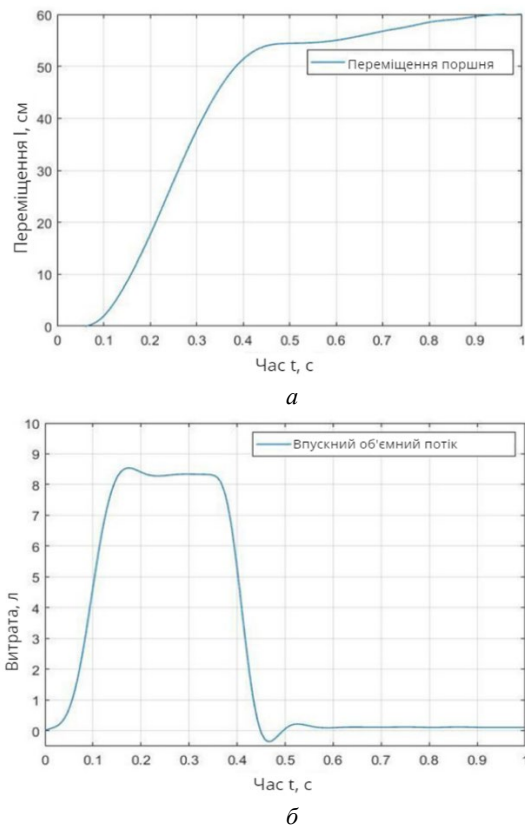 60
50
40
30
20
10
0
Переміщення l, см
Переміщення поршня
0 0.1 0.2 0.3 0.4 0.5 0.6 0.7 0.8 0.9 1
Час t, с
а
10
9
8
7
6
5
4
3
2
1
0
Витрата, л
Впускний об'ємний потік
0 0.1 0.2 0.3 0.4 0.5 0.6 0.7 0.8 0.9 1
Час t, с
б